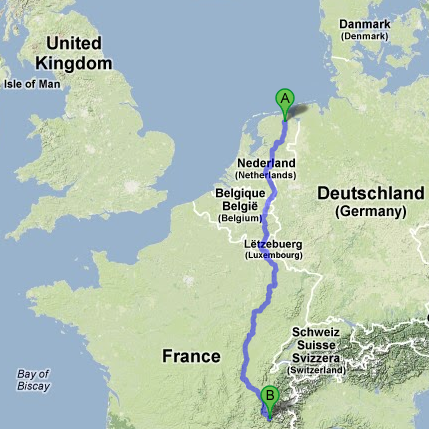 Danmark
(Denmark)
United
Kingdom
Isle of Man
A
Nederland
(Netherlands)
Belgique
België
(Belgium)
Deutschland
(Germany)
Lëtzebuerg
(Luxembourg)
Schweiz
Suisse
Svizzera
(Switzerland)
France
Bay of
Biscay
B